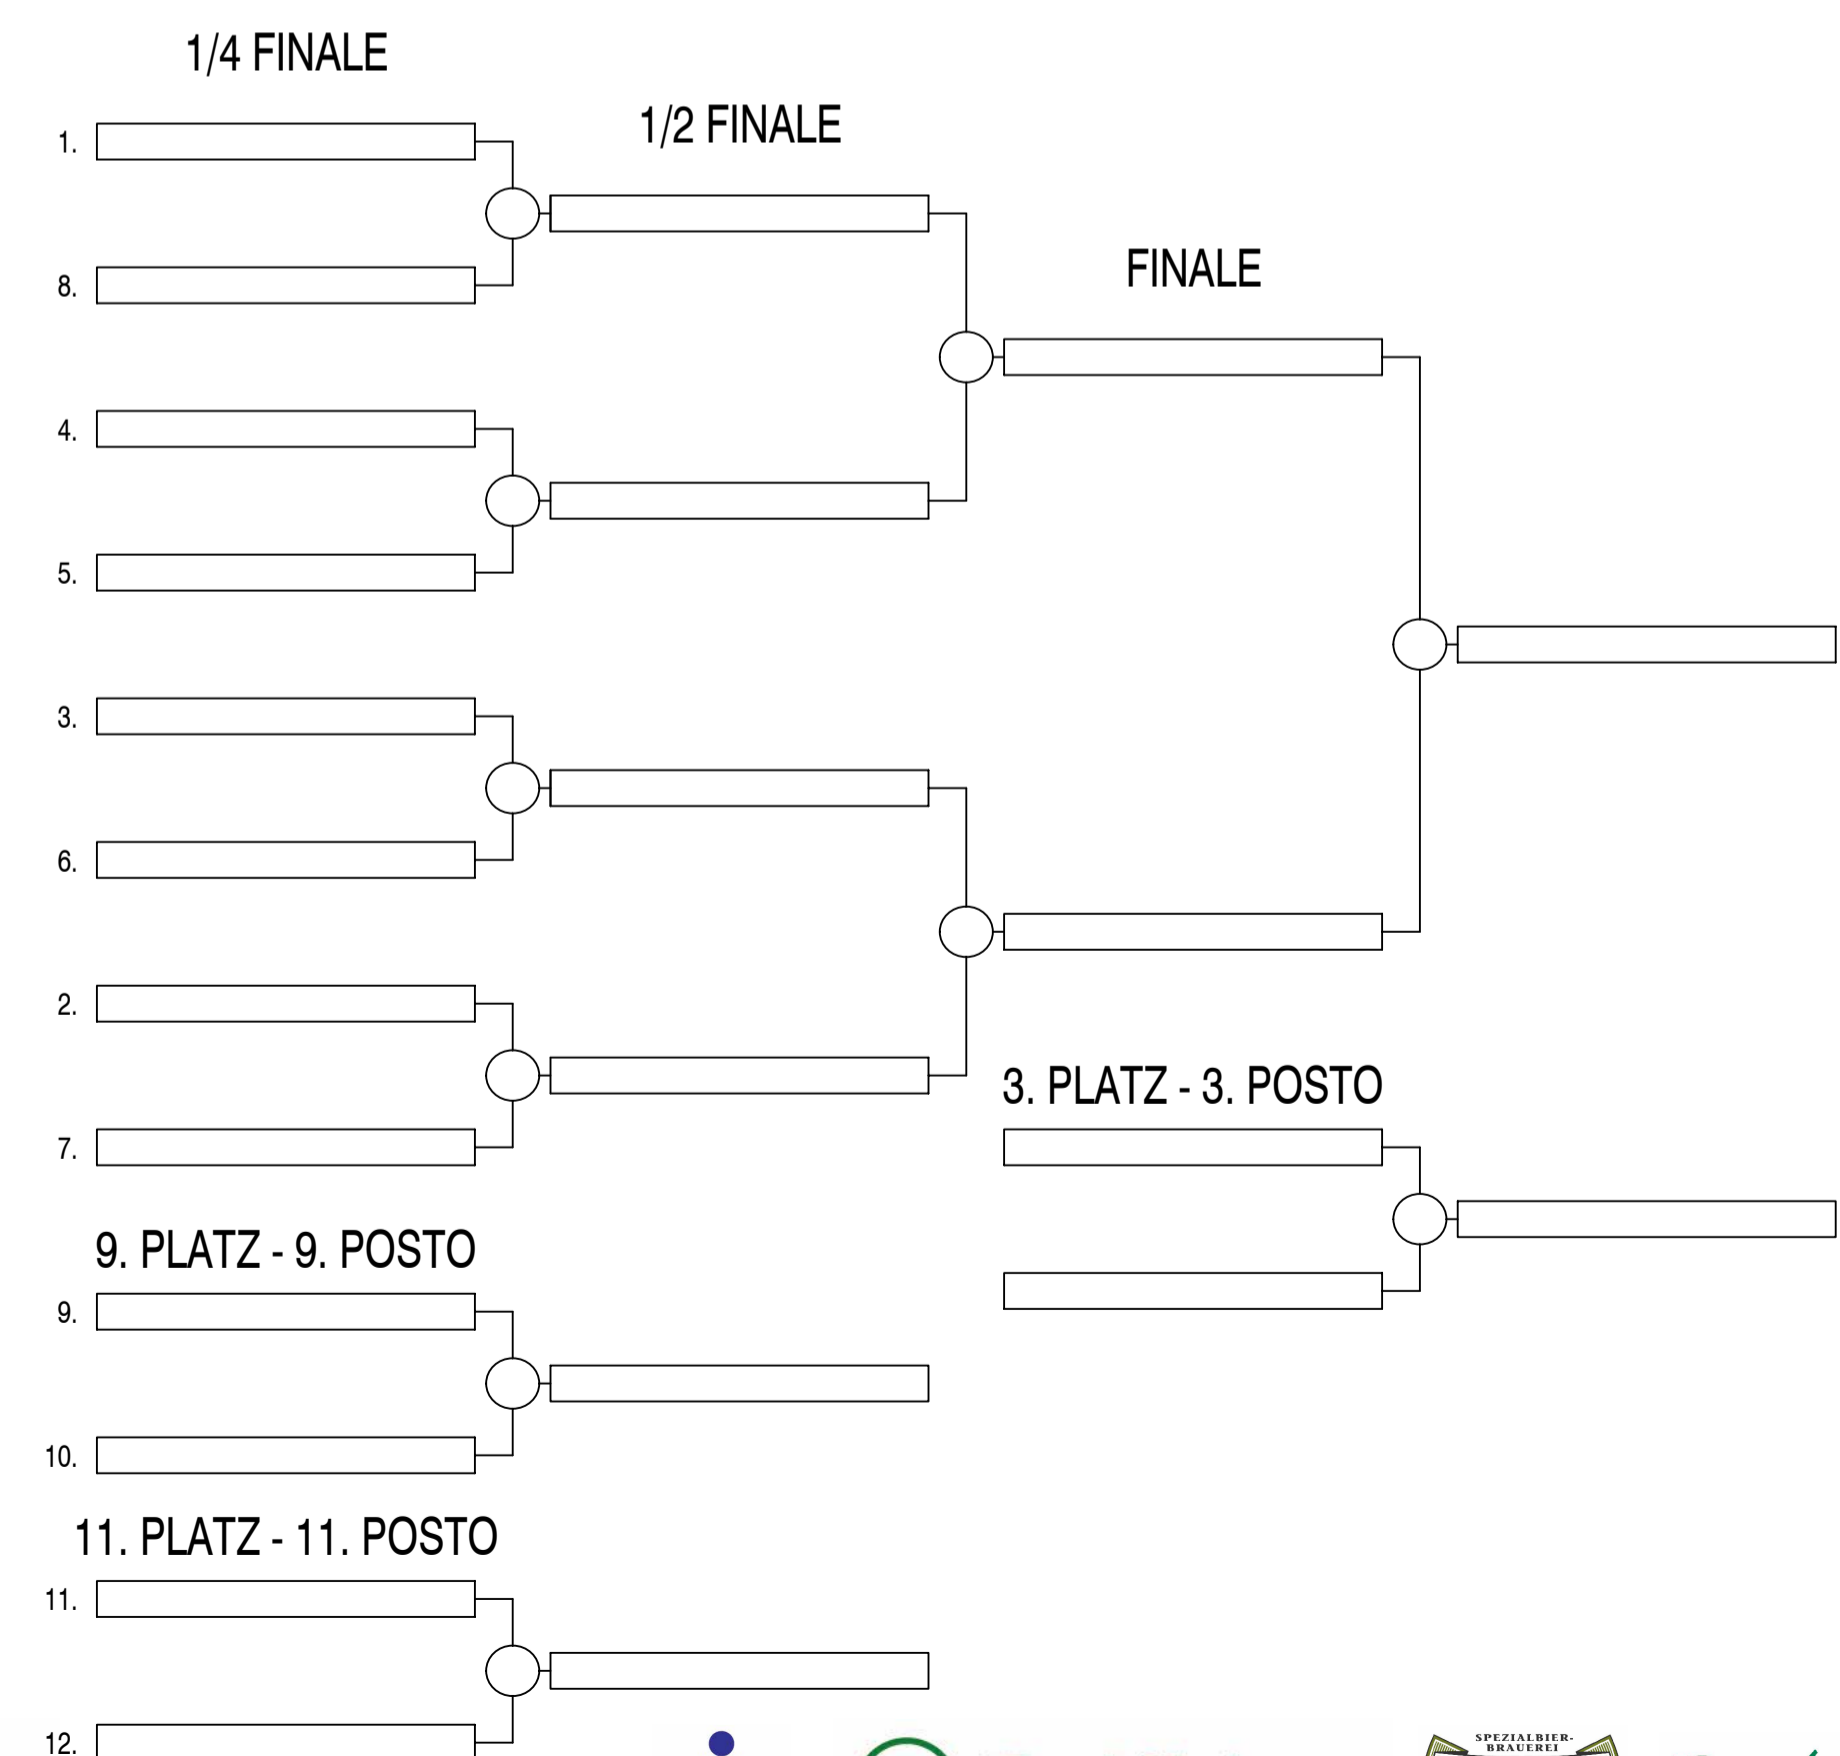 1/4 FINALE
1/2 FINALE
FINALE
1.
8.
4.
5.
3.
6.
2.
7.
3. PLATZ - 3. POSTO
9. PLATZ - 9. POSTO
9.
10.
11. PLATZ - 11. POSTO
11.
12.
SPEZIALBIER-
BRAUEREI